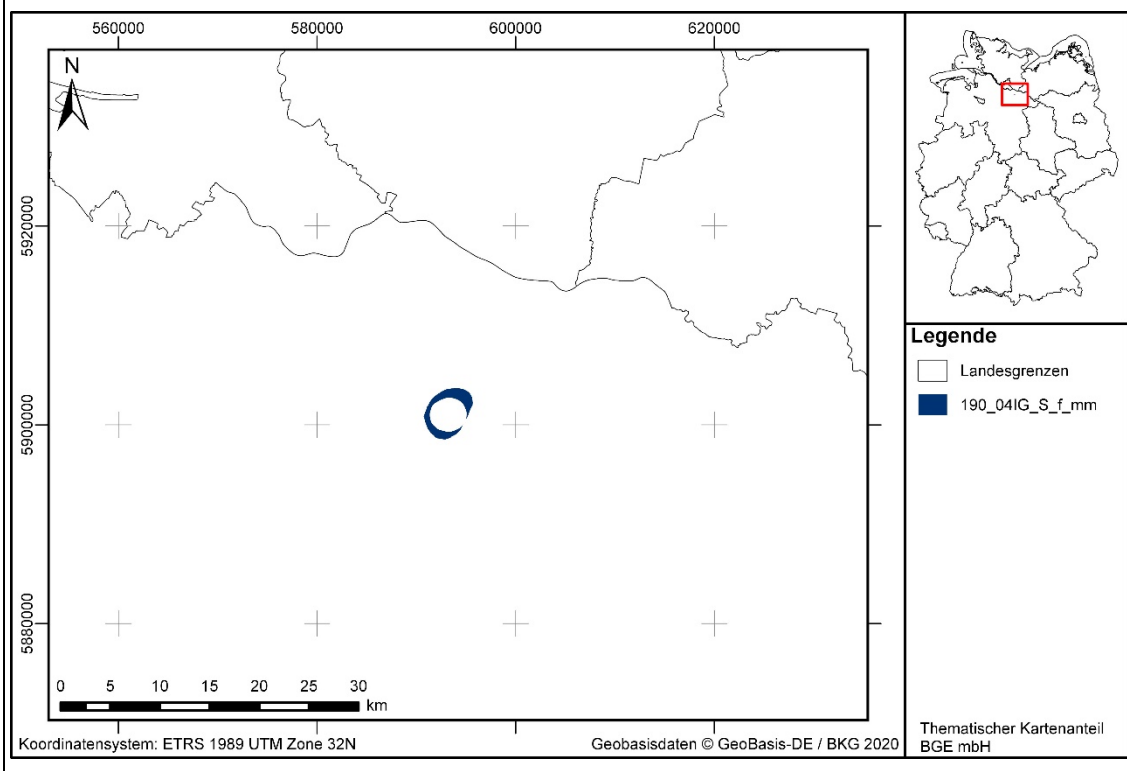 560000
580000
600000
620000
N
5920000
5900000
5880000
0 5 10 15 20 25 30
km
Koordinatensystem: ETRS 1989 UTM Zone 32N
Geobasisdaten © GeoBasis-DE / BKG 2020
Legende
Landesgrenzen
190_04IG_S_f_mm
Thematischer Kartenanteil
BGE mbH